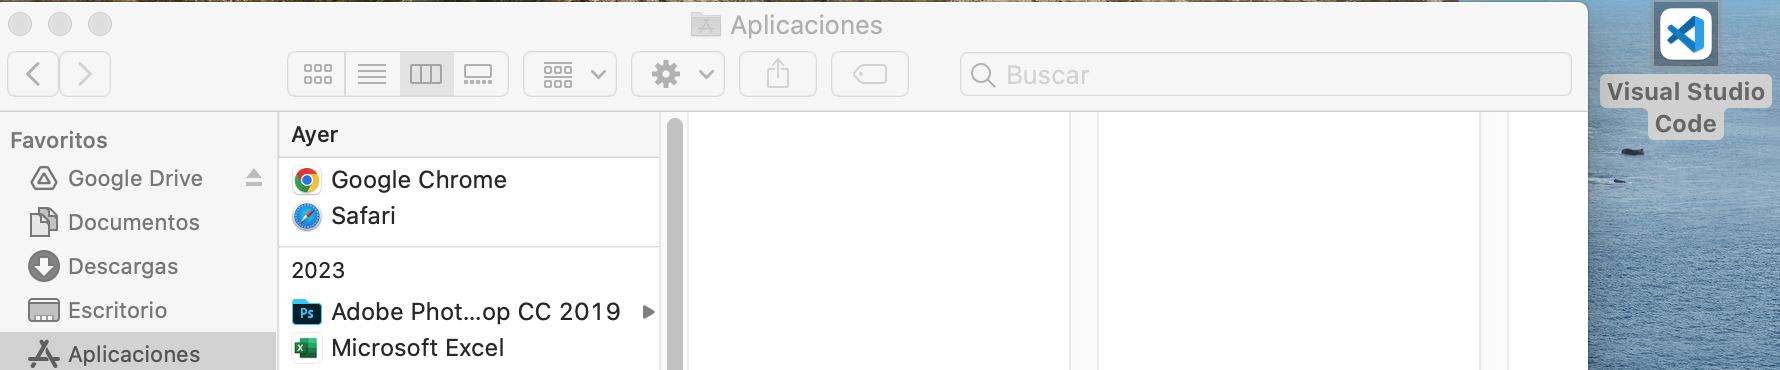 Aplicaciones
Buscar
Visual Studio
Code
Favoritos
Google Drive
Documentos
Descargas
Escritorio
Aplicaciones
Ayer
Google Chrome
Safari
2023
Ps
Adobe Phot...op CC 2019
X
Microsoft Excel